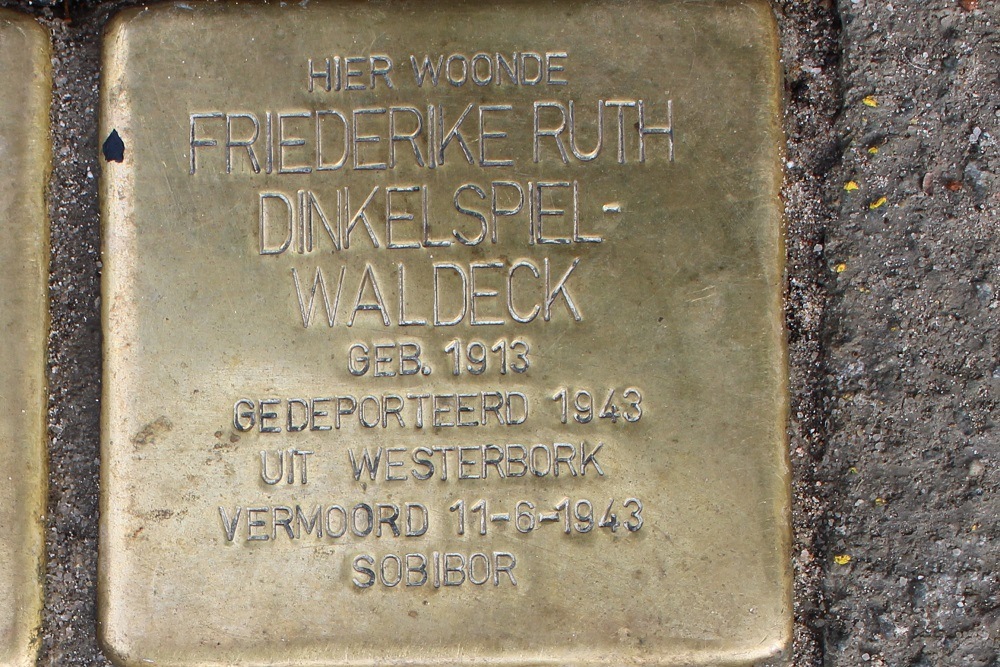 HIER WOONDE
FRIEDERIKE RUTH
DINKELSPIEL-
WALDECK
GEB. 1913
GEDEPORTEERD 1943
UIT WESTERBORK
VERMOORD 11-6-1943
SOBIBOR